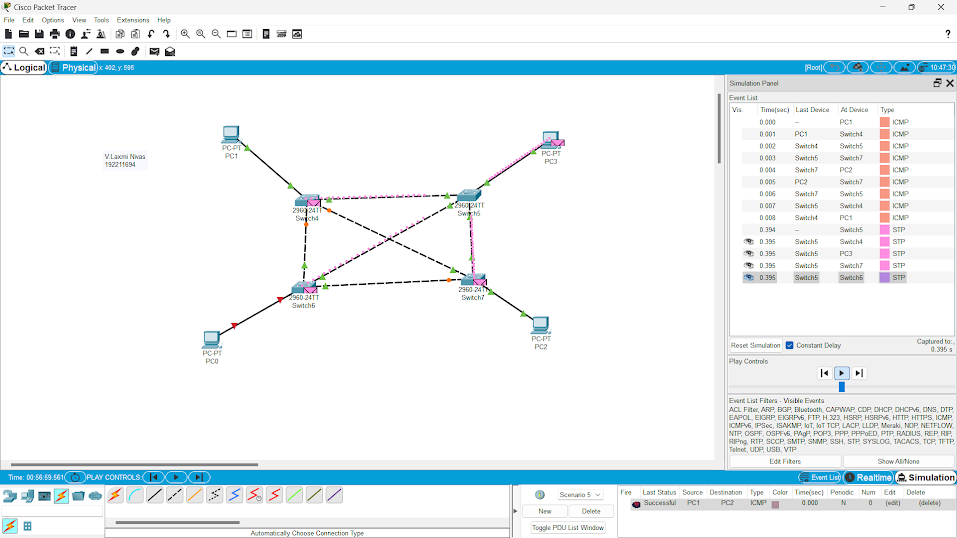 Cisco Packet Tracer
File Edit Options View Tools Extensions Help
Logical Physical x: 402, y: 595 [Root] 10:47:30
V.Laxmi Nivas
192211694
PC-PT
PC1
PC-PT
PC3
2960-24TT
Switch4
2960-24TT
Switch5
2960-24TT
Switch6
2960-24TT
Switch7
PC-PT
PC0
PC-PT
PC2
Simulation Panel
Event List
Vis. Time(sec) Last Device At Device Type
0.000 -- PC1 ICMP
0.001 PC1 Switch4 ICMP
0.002 Switch4 Switch5 ICMP
0.003 Switch5 Switch7 ICMP
0.004 Switch7 PC2 ICMP
0.005 PC2 Switch7 ICMP
0.006 Switch7 Switch5 ICMP
0.007 Switch5 Switch4 ICMP
0.008 Switch4 PC1 ICMP
0.394 -- Switch5 STP
0.395 Switch5 Switch4 STP
0.395 Switch5 PC3 STP
0.395 Switch5 Switch7 STP
0.395 Switch5 Switch6 STP
Reset Simulation Constant Delay Captured to:
0.395 s
Play Controls
Event List Filters - Visible Events
ACL Filter, ARP, BGP, Bluetooth, CAPWAP, CDP, DHCP, DHCPv6, DNS, DTP,
EAPOL, EIGRP, EIGRPv6, FTP, H.323, HSRP, HSRPv6, HTTP, HTTPS, ICMP,
ICMPv6, IPSec, ISAKMP, IoT, IoT TCP, LACP, LLDP, Meraki, NDP, NETFLOW,
NTP, OSPF, OSPFv6, PAgP, POP3, PPP, PPPoED, PTP, RADIUS, REP, RIP,
RIPng, RTP, SCCP, SMTP, SNMP, SSH, STP, SYSLOG, TACACS, TCP, TFTP,
Telnet, UDP, USB, VTP
Edit Filters Show All/None
Time: 00:56:59.561 PLAY CONTROLS: Event List Realtime Simulation
Automatically Choose Connection Type
Scenario 5
New Delete
Toggle PDU List Window
Fire Last Status Source Destination Type Color Time(sec) Periodic Num Edit Delete
Successful PC1 PC2 ICMP 0.000 N 0 (edit) (delete)